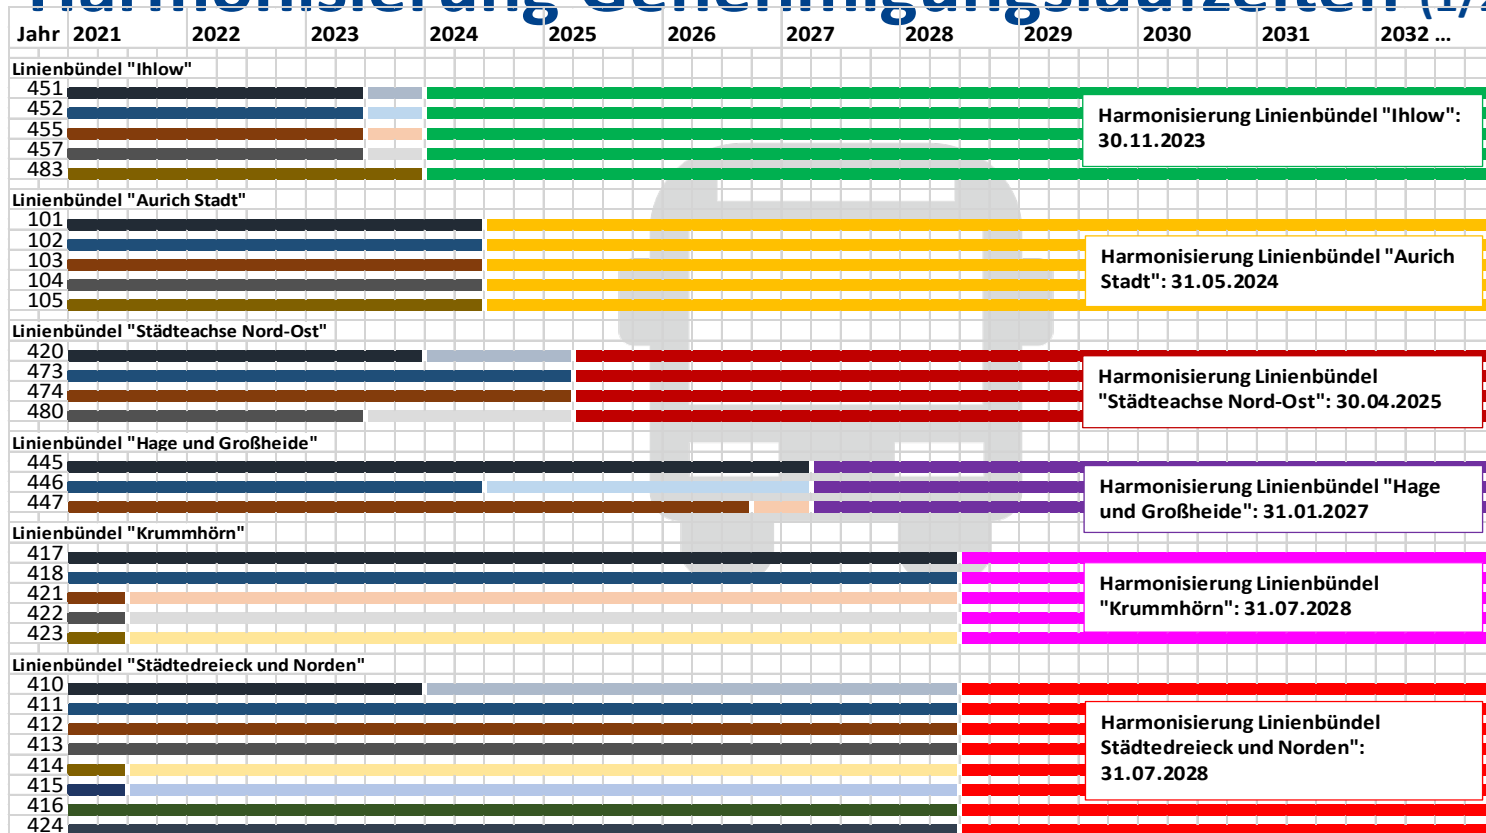 Harmonisierung Genehmigungslaufzeiten (1/2
Jahr 2021 2022 2023 2024 2025 2026 2027 2028 2029 2030 2031 2032 ...
Linienbündel "Ihlow"
451
452
455
457
483
Harmonisierung Linienbündel "Ihlow":
30.11.2023
Linienbündel "Aurich Stadt"
101
102
103
104
105
Harmonisierung Linienbündel "Aurich
Stadt": 31.05.2024
Linienbündel "Städteachse Nord-Ost"
420
473
474
480
Harmonisierung Linienbündel
"Städteachse Nord-Ost": 30.04.2025
Linienbündel "Hage und Großheide"
445
446
447
Harmonisierung Linienbündel "Hage
und Großheide": 31.01.2027
Linienbündel "Krummhörn"
417
418
421
422
423
Harmonisierung Linienbündel
"Krummhörn": 31.07.2028
Linienbündel "Städtedreieck und Norden"
410
411
412
413
414
415
416
424
Harmonisierung Linienbündel
Städtedreieck und Norden":
31.07.2028